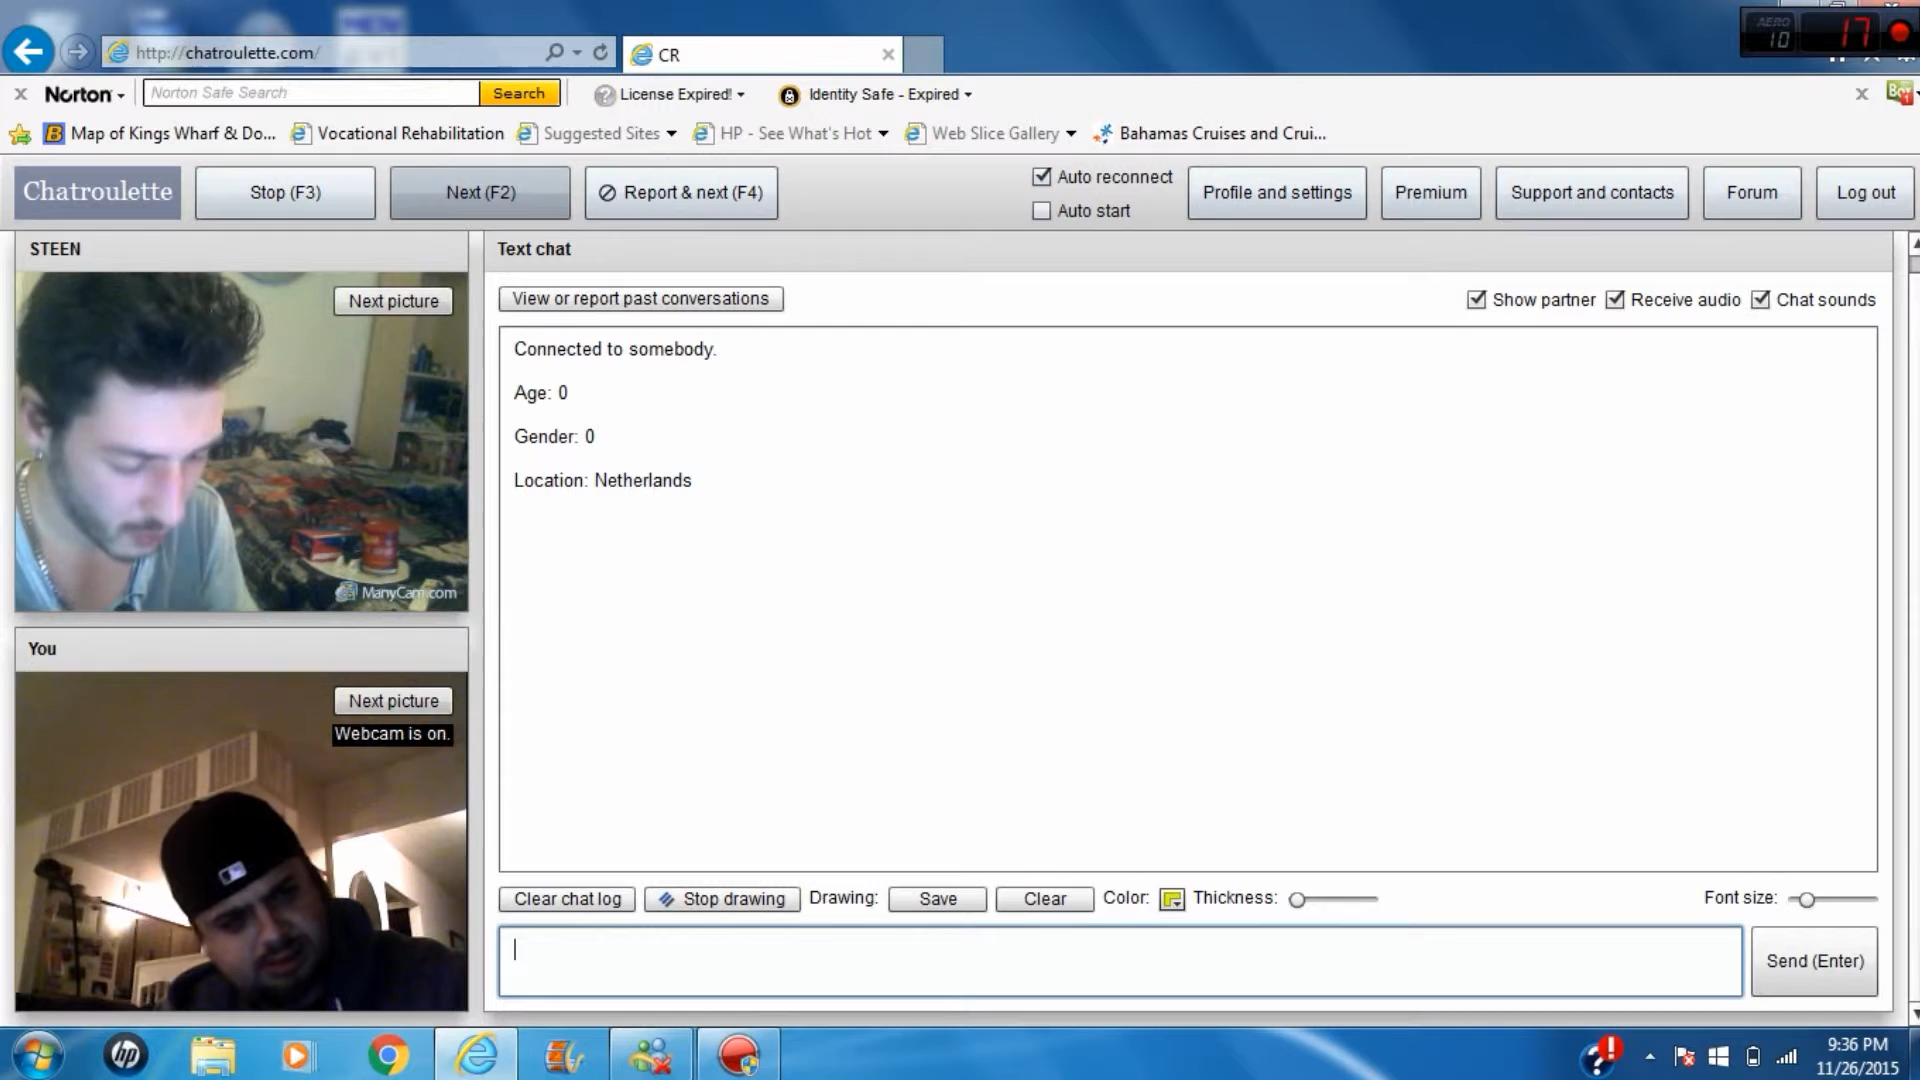 http://chatroulette.com/
CR
AERO
10
17
Norton
Norton Safe Search
Search
License Expired!
Identity Safe - Expired
Map of Kings Wharf & Do...
Vocational Rehabilitation
Suggested Sites
HP - See What's Hot
Web Slice Gallery
Bahamas Cruises and Crui...
Chatroulette
Stop (F3)
Next (F2)
Report & next (F4)
Auto reconnect
Auto start
Profile and settings
Premium
Support and contacts
Forum
Log out
STEEN
Next picture
ManyCam.com
Text chat
View or report past conversations
Show partner
Receive audio
Chat sounds
Connected to somebody.
Age: 0
Gender: 0
Location: Netherlands
You
Next picture
Webcam is on.
Clear chat log
Stop drawing
Drawing:
Save
Clear
Color:
Thickness:
Font size:
Send (Enter)
hp
9:36 PM
11/26/2015